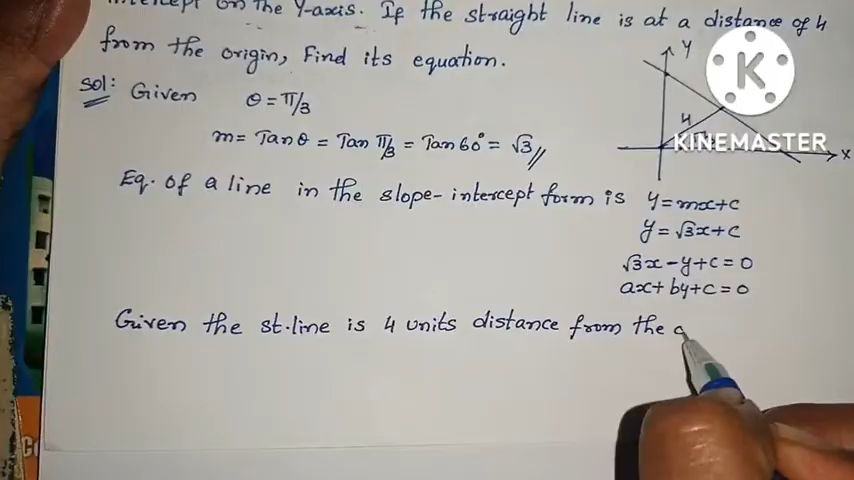 intercept on the Y-axis. If the straight line is at a distance of 4
from the origin, Find its equation.
Sol: Given θ = π/3
m = Tanθ = Tan π/3 = Tan 60° = √3 //
Eq. of a line in the slope-intercept form is y = mx + c
y = √3x + c
√3x - y + c = 0
ax + by + c = 0
Given the st. line is 4 units distance from the o
Y
4
X
K
KINEMASTER